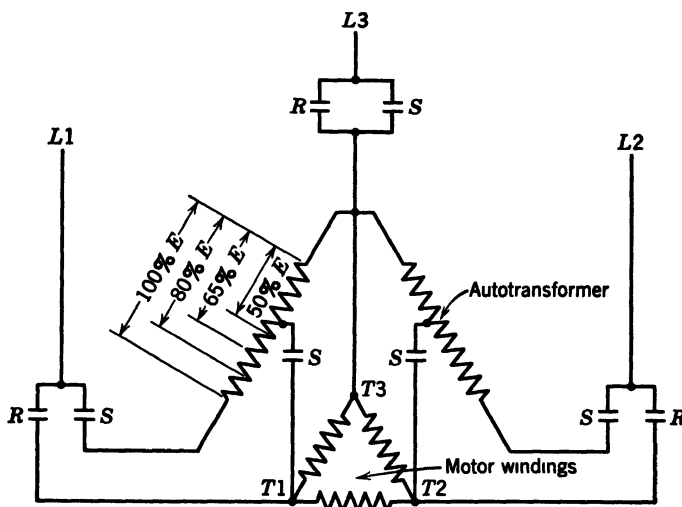 L3
R S
L1
L2
100% E
80% E
65% E
50% E
Autotransformer
S
S
T3
R S
S R
Motor windings
T1
T2